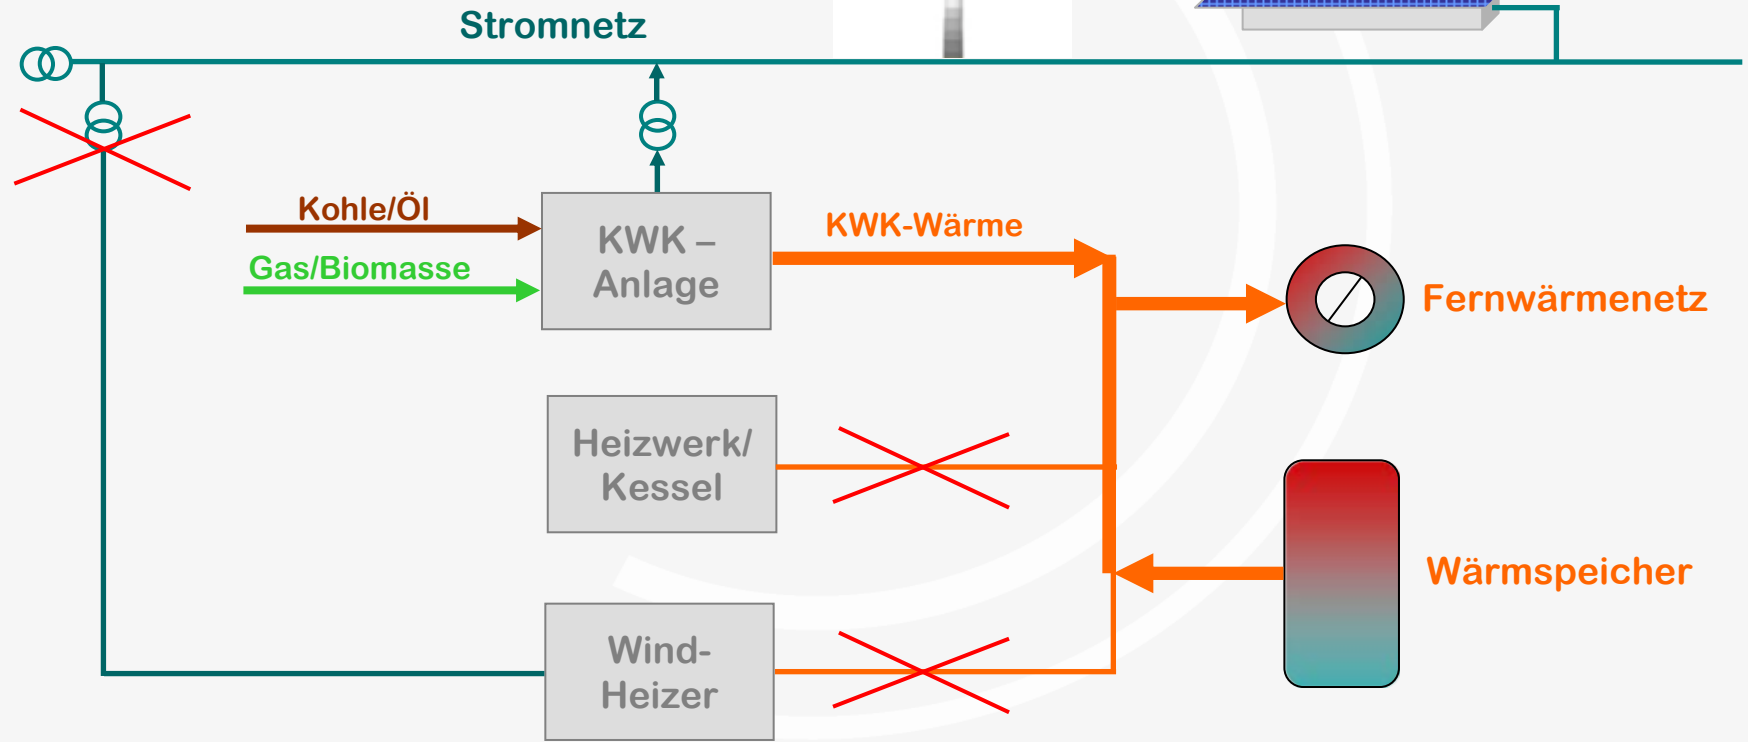 Stromnetz
Kohle/Öl
Gas/Biomasse
KWK –
Anlage
KWK-Wärme
Fernwärmenetz
Heizwerk/
Kessel
Wärmspeicher
Wind-
Heizer